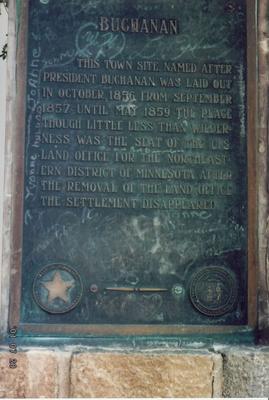 BUCHANAN
THIS TOWN SITE, NAMED AFTER
PRESIDENT BUCHANAN, WAS LAID OUT
IN OCTOBER 1856. FROM SEPTEMBER
1857 UNTIL MAY 1859 THE PLACE
THOUGH LITTLE LESS THAN WILDER-
NESS WAS THE SEAT OF THE U.S.
LAND OFFICE FOR THE NORTHEAST-
ERN DISTRICT OF MINNESOTA. AFTER
THE REMOVAL OF THE LAND OFFICE
THE SETTLEMENT DISAPPEARED.
Yvonne